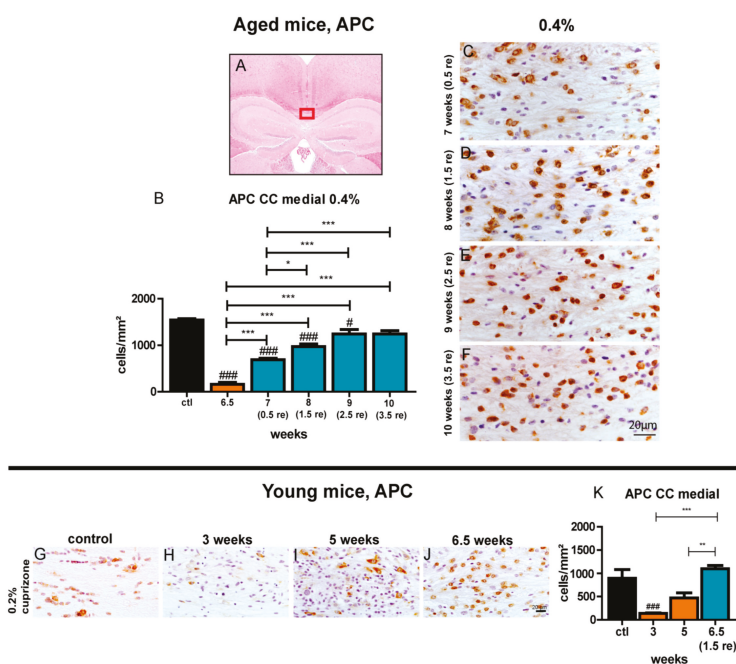 Aged mice, APC
0.4%
A
B
APC CC medial 0.4%
***
***
*
***
***
***
***
2000
1000
0
cells/mm²
###
###
###
#
ctl
6.5
7
8
9
10
(0.5 re)
(1.5 re)
(2.5 re)
(3.5 re)
weeks
C
7 weeks (0.5 re)
D
8 weeks (1.5 re)
E
9 weeks (2.5 re)
F
10 weeks (3.5 re)
20µm
Young mice, APC
control
3 weeks
5 weeks
6.5 weeks
G
H
I
J
0.2%
cuprizone
20µm
K
APC CC medial
***
**
2000
1500
1000
500
0
cells/mm²
###
ctl
3
5
6.5
(1.5 re)
weeks